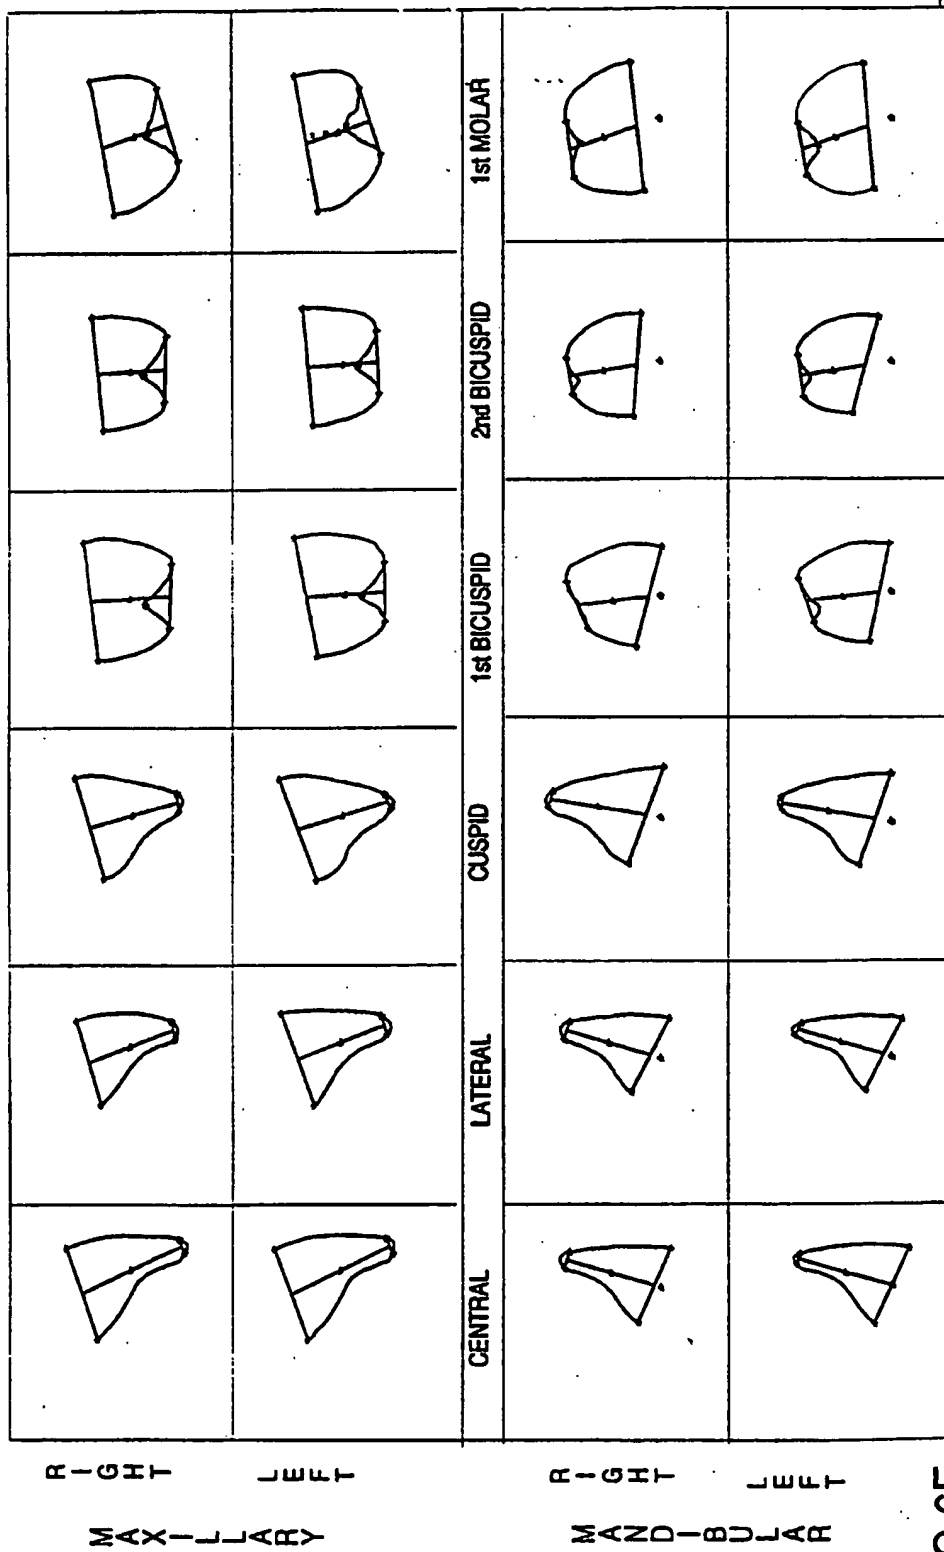 MAXILLARY
RIGHT
LEFT
CENTRAL
LATERAL
CUSPID
1st BICUSPID
2nd BICUSPID
1st MOLAR
MANDIBULAR
RIGHT
LEFT